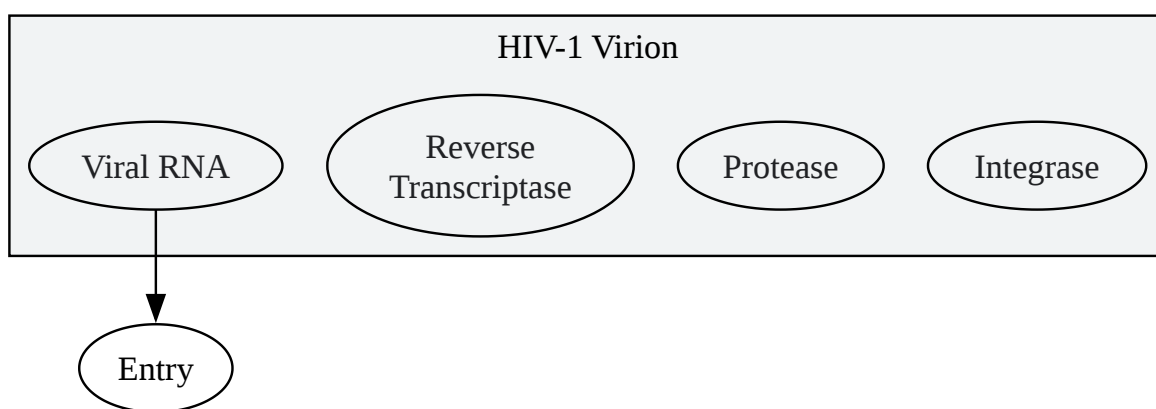 HIV-1 Virion
Viral RNA
Reverse
Transcriptase
Protease
Integrase
Entry